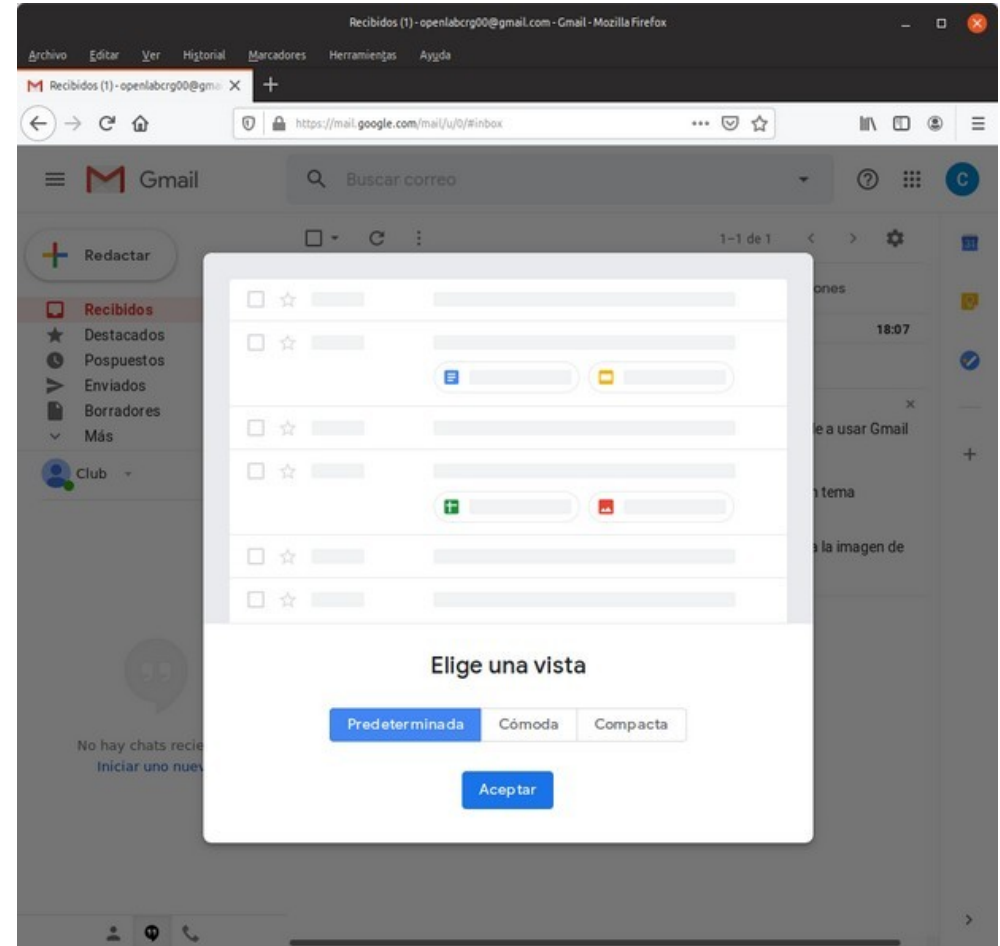 Recibidos (1) - openlabcrg00@gmail.com - Gmail - Mozilla Firefox
Archivo Editar Ver Historial Marcadores Herramientas Ayuda
Recibidos (1) - openlabcrg00@gma
https://mail.google.com/mail/u/0/#inbox
Gmail
Buscar correo
C
Redactar
1–1 de 1
31
ones
Recibidos
18:07
Destacados
Pospuestos
Enviados
Borradores
Más
le a usar Gmail
Club
n tema
a la imagen de
Elige una vista
Predeterminada Cómoda Compacta
No hay chats recie
Iniciar uno nuev
Aceptar